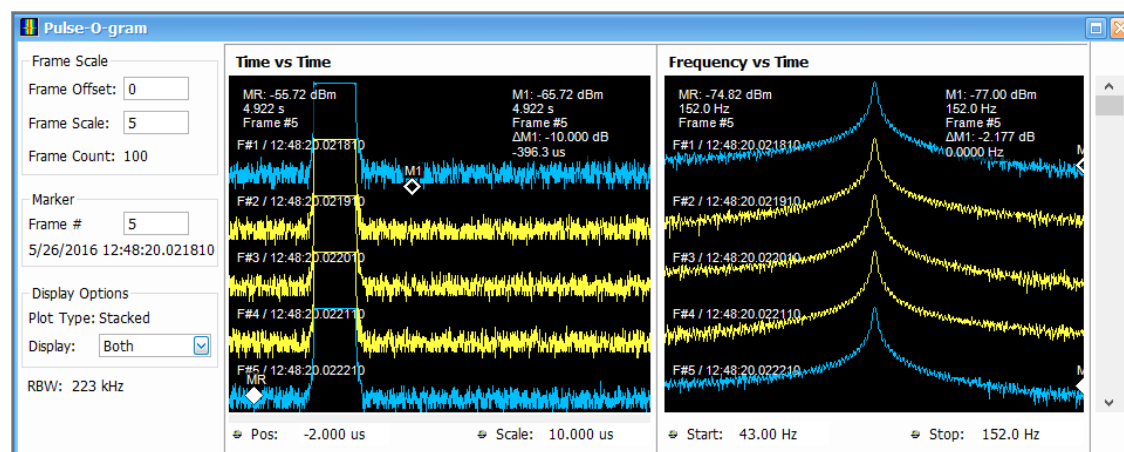 Pulse-O-gram
Frame Scale
Frame Offset: 0
Frame Scale: 5
Frame Count: 100
Marker
Frame # 5
5/26/2016 12:48:20.021810
Display Options
Plot Type: Stacked
Display: Both
RBW: 223 kHz
Time vs Time
MR: -55.72 dBm
4.922 s
Frame #5
M1: -65.72 dBm
4.922 s
Frame #5
ΔM1: -10.000 dB
-396.3 us
F#1 / 12:48:20.021810
M1
F#2 / 12:48:20.021910
F#3 / 12:48:20.022010
F#4 / 12:48:20.022110
F#5 / 12:48:20.022210
MR
Pos: -2.000 us
Scale: 10.000 us
Frequency vs Time
MR: -74.82 dBm
152.0 Hz
Frame #5
M1: -77.00 dBm
152.0 Hz
Frame #5
ΔM1: -2.177 dB
0.0000 Hz
F#1 / 12:48:20.021810
M
F#2 / 12:48:20.021910
F#3 / 12:48:20.022010
F#4 / 12:48:20.022110
F#5 / 12:48:20.022210
M
Start: 43.00 Hz
Stop: 152.0 Hz